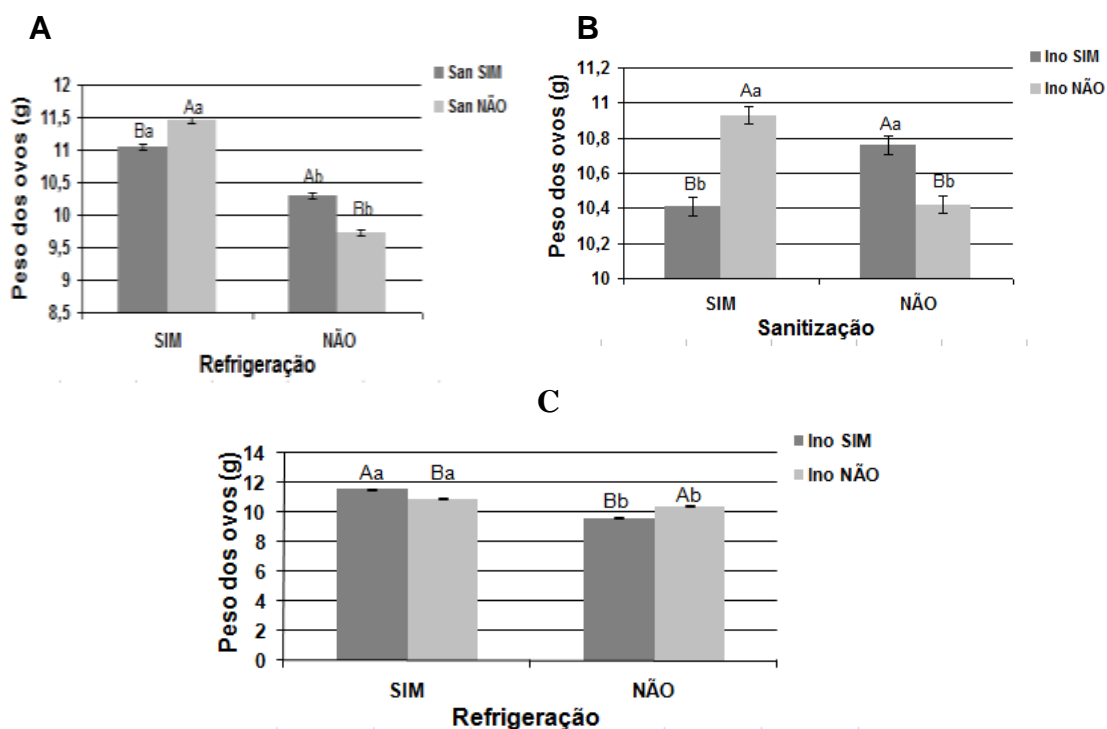 A
Peso dos ovos (g)
12
11,5
11
10,5
10
9,5
9
8,5
Ba
Aa
Ab
Bb
San SIM
San NÃO
SIM
NÃO
Refrigeração
B
Peso dos ovos (g)
11,2
11
10,8
10,6
10,4
10,2
10
Bb
Aa
Aa
Bb
Ino SIM
Ino NÃO
SIM
NÃO
Sanitização
C
Peso dos ovos (g)
14
12
10
8
6
4
2
0
Aa
Ba
Bb
Ab
Ino SIM
Ino NÃO
SIM
NÃO
Refrigeração